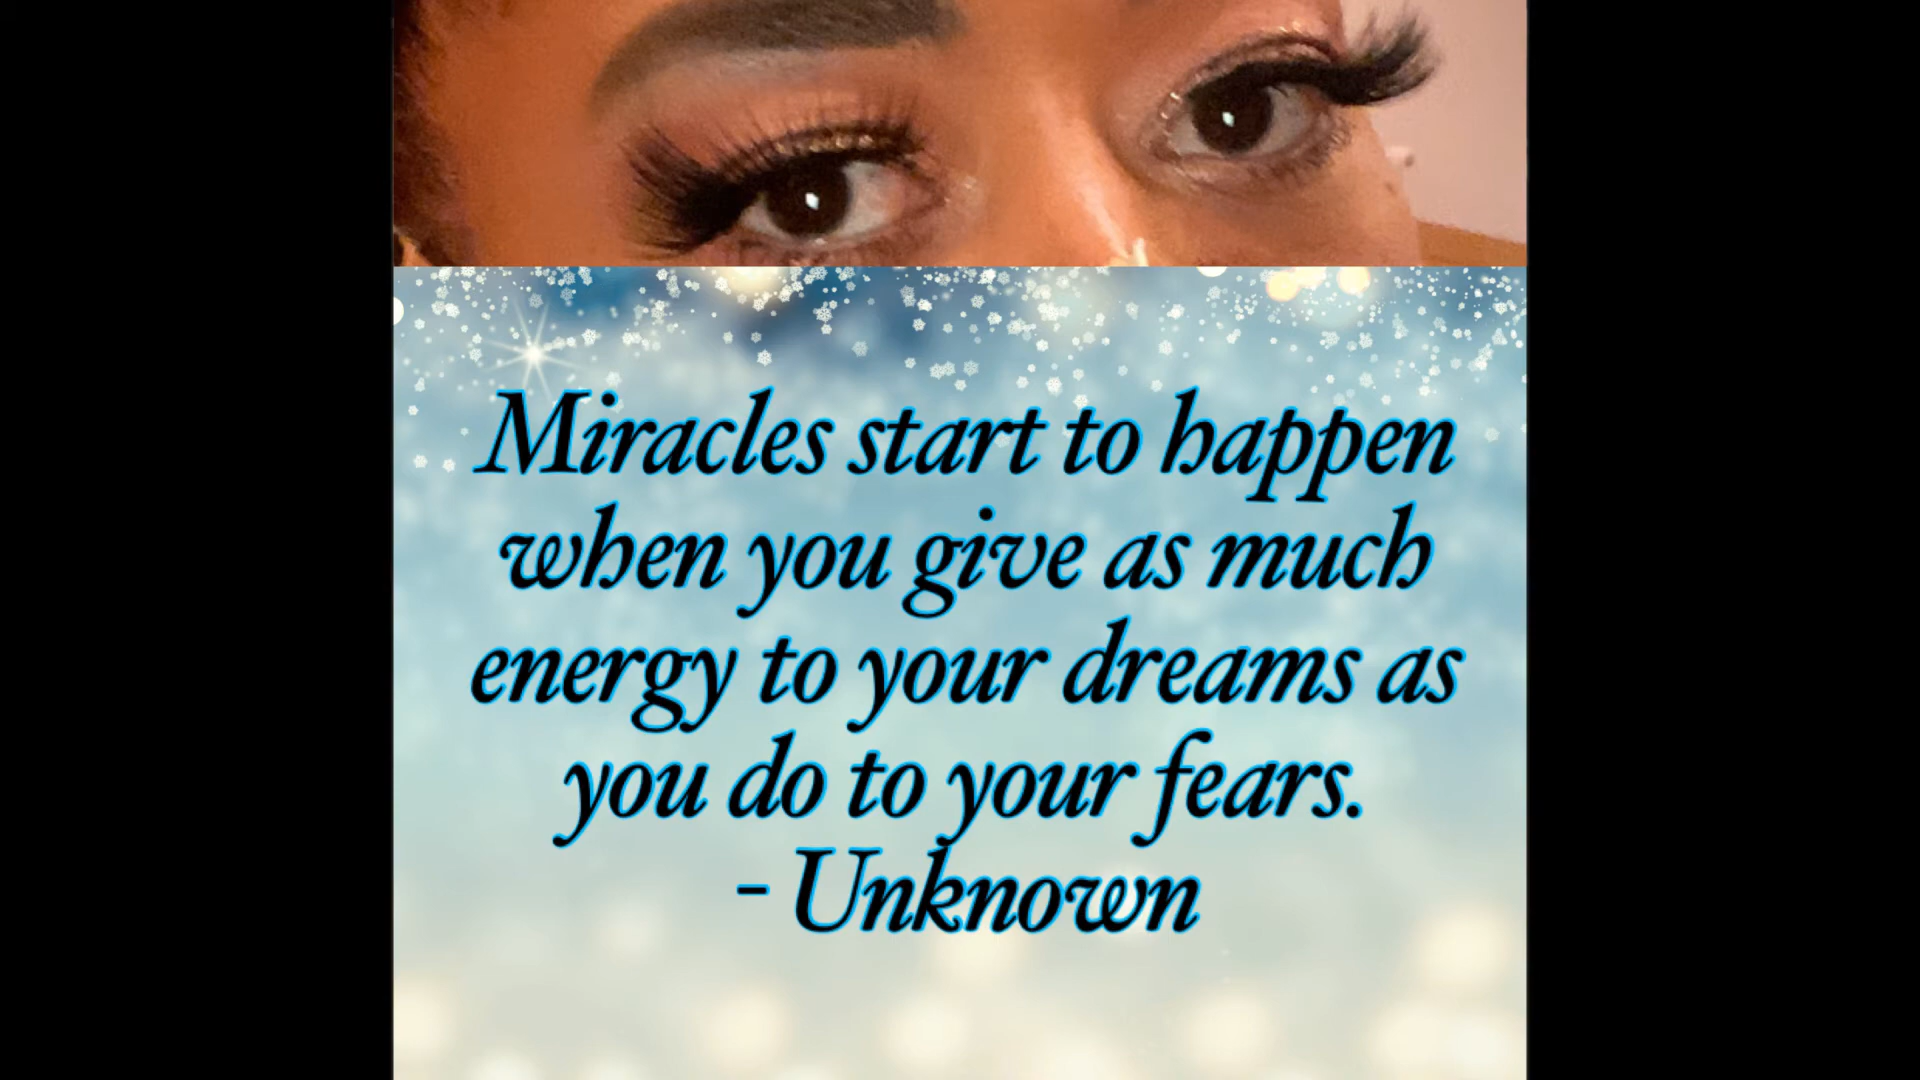 Miracles start to happen
when you give as much
energy to your dreams as
you do to your fears.
- Unknown